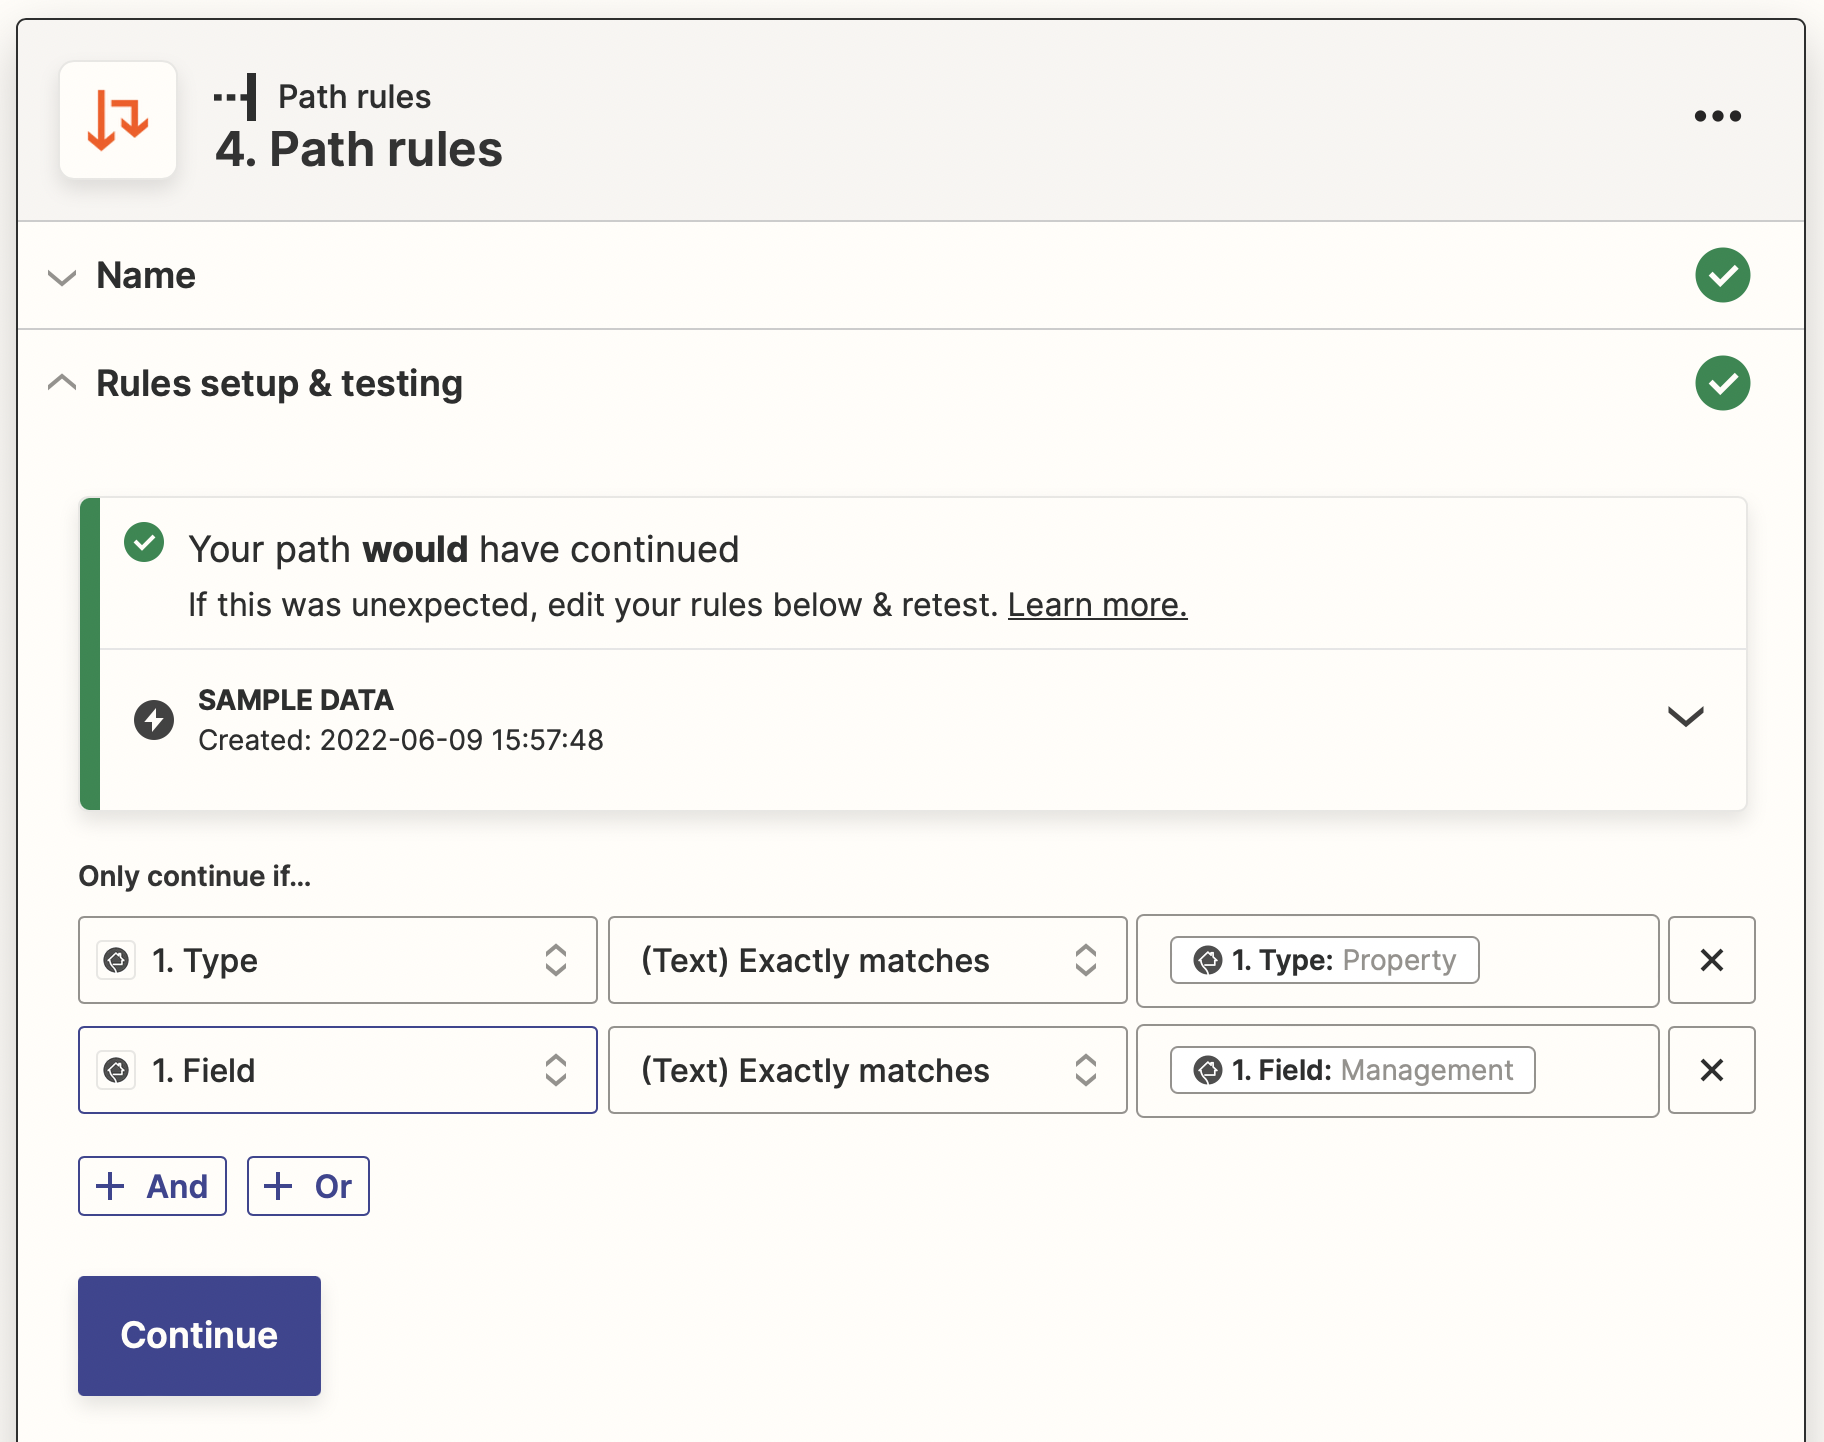 Path rules
4. Path rules
Name
Rules setup & testing
Your path would have continued
If this was unexpected, edit your rules below & retest. Learn more.
SAMPLE DATA
Created: 2022-06-09 15:57:48
Only continue if...
1. Type (Text) Exactly matches 1. Type: Property
1. Field (Text) Exactly matches 1. Field: Management
And Or
Continue